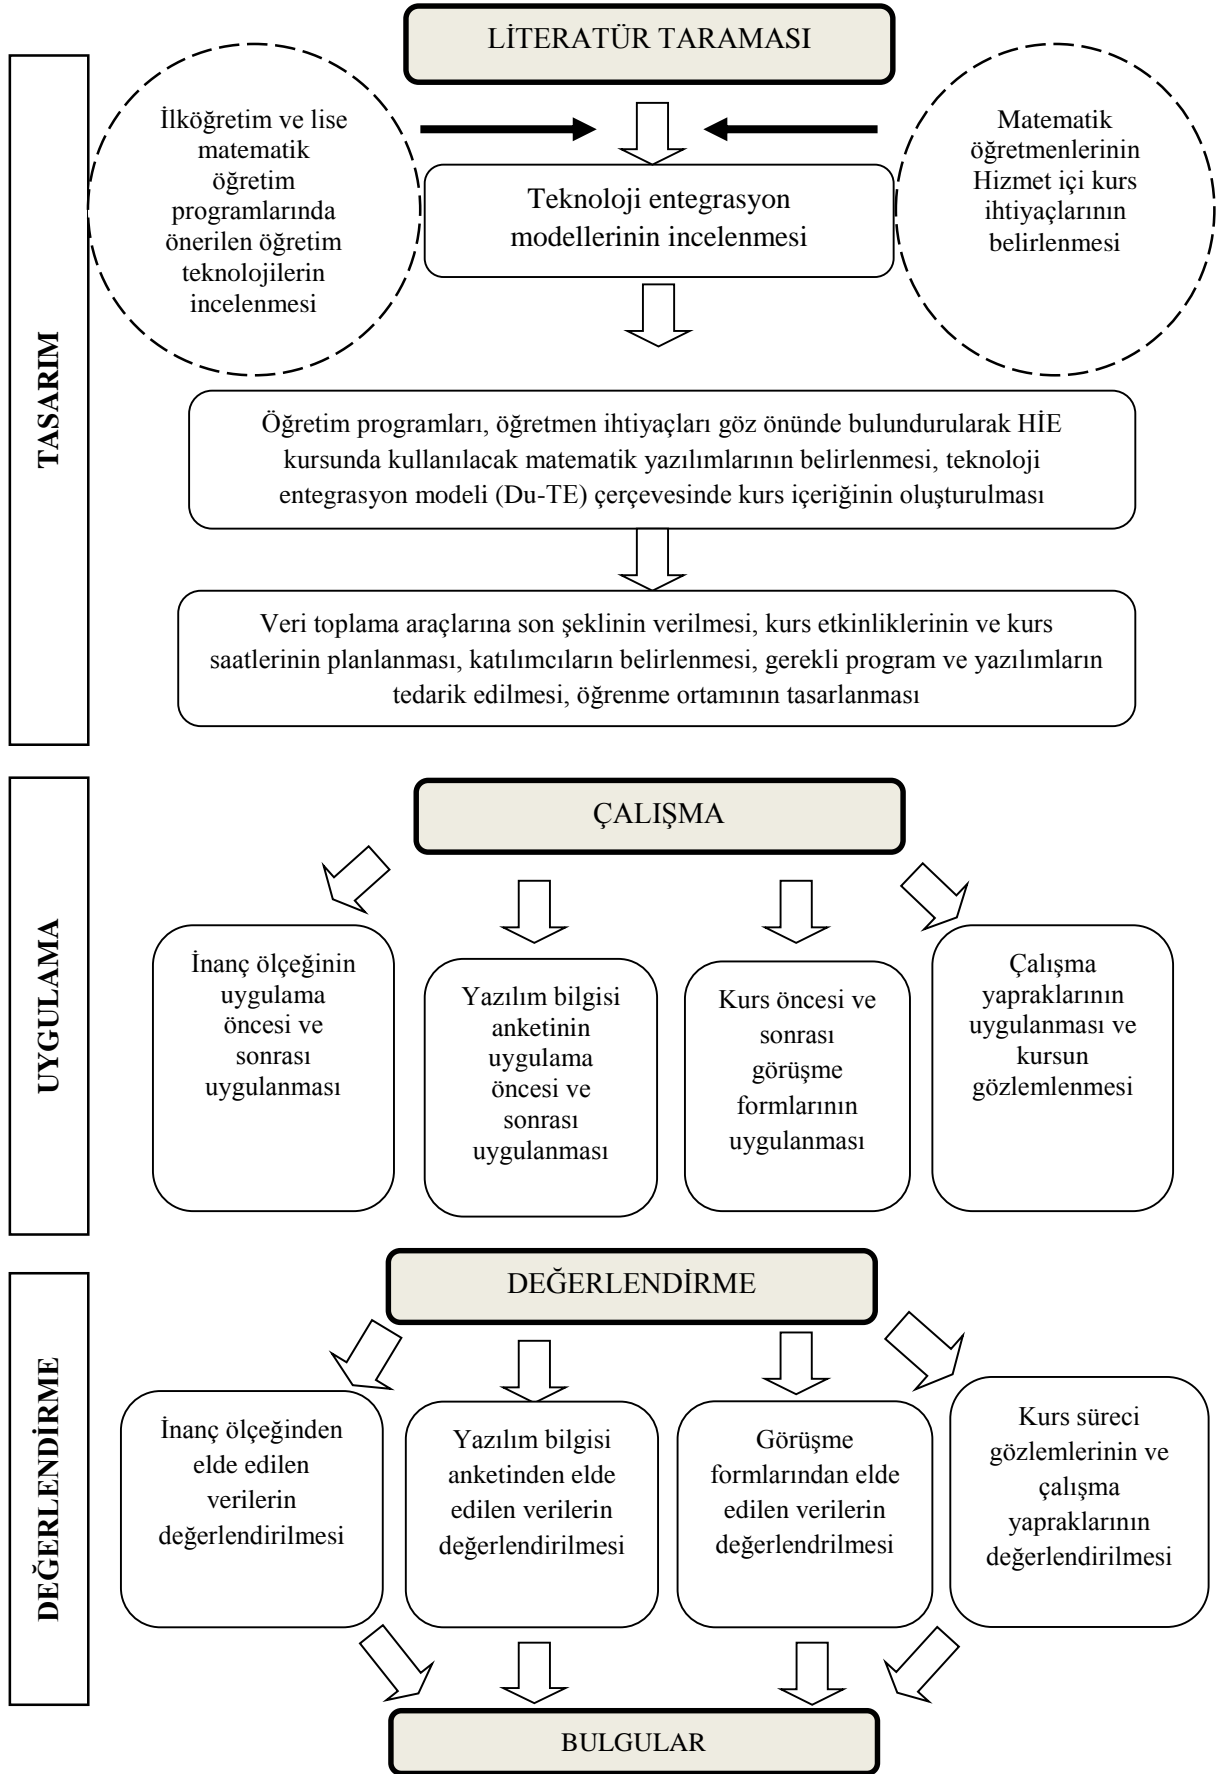 LİTERATÜR TARAMASI
TASARIM
İlköğretim ve lise
matematik
öğretim
programlarında
önerilen öğretim
teknolojilerin
incelenmesi
Teknoloji entegrasyon
modellerinin incelenmesi
Matematik
öğretmenlerinin
Hizmet içi kurs
ihtiyaçlarının
belirlenmesi
Öğretim programları, öğretmen ihtiyaçları göz önünde bulundurularak HİE
kursunda kullanılacak matematik yazılımlarının belirlenmesi, teknoloji
entegrasyon modeli (Du-TE) çerçevesinde kurs içeriğinin oluşturulması
Veri toplama araçlarına son şeklinin verilmesi, kurs etkinliklerinin ve kurs
saatlerinin planlanması, katılımcıların belirlenmesi, gerekli program ve yazılımların
tedarik edilmesi, öğrenme ortamının tasarlanması
UYGULAMA
ÇALIŞMA
İnanç ölçeğinin
uygulama
öncesi ve
sonrası
uygulanması
Yazılım bilgisi
anketinin
uygulama
öncesi ve
sonrası
uygulanması
Kurs öncesi ve
sonrası
görüşme
formlarının
uygulanması
Çalışma
yapraklarının
uygulanması ve
kursun
gözlemlenmesi
DEĞERLENDİRME
DEĞERLENDİRME
İnanç ölçeğinden
elde edilen
verilerin
değerlendirilmesi
Yazılım bilgisi
anketinden elde
edilen verilerin
değerlendirilmesi
Görüşme
formlarından elde
edilen verilerin
değerlendrilmesi
Kurs süreci
gözlemlerinin ve
çalışma
yapraklarının
değerlendirilmesi
BULGULAR